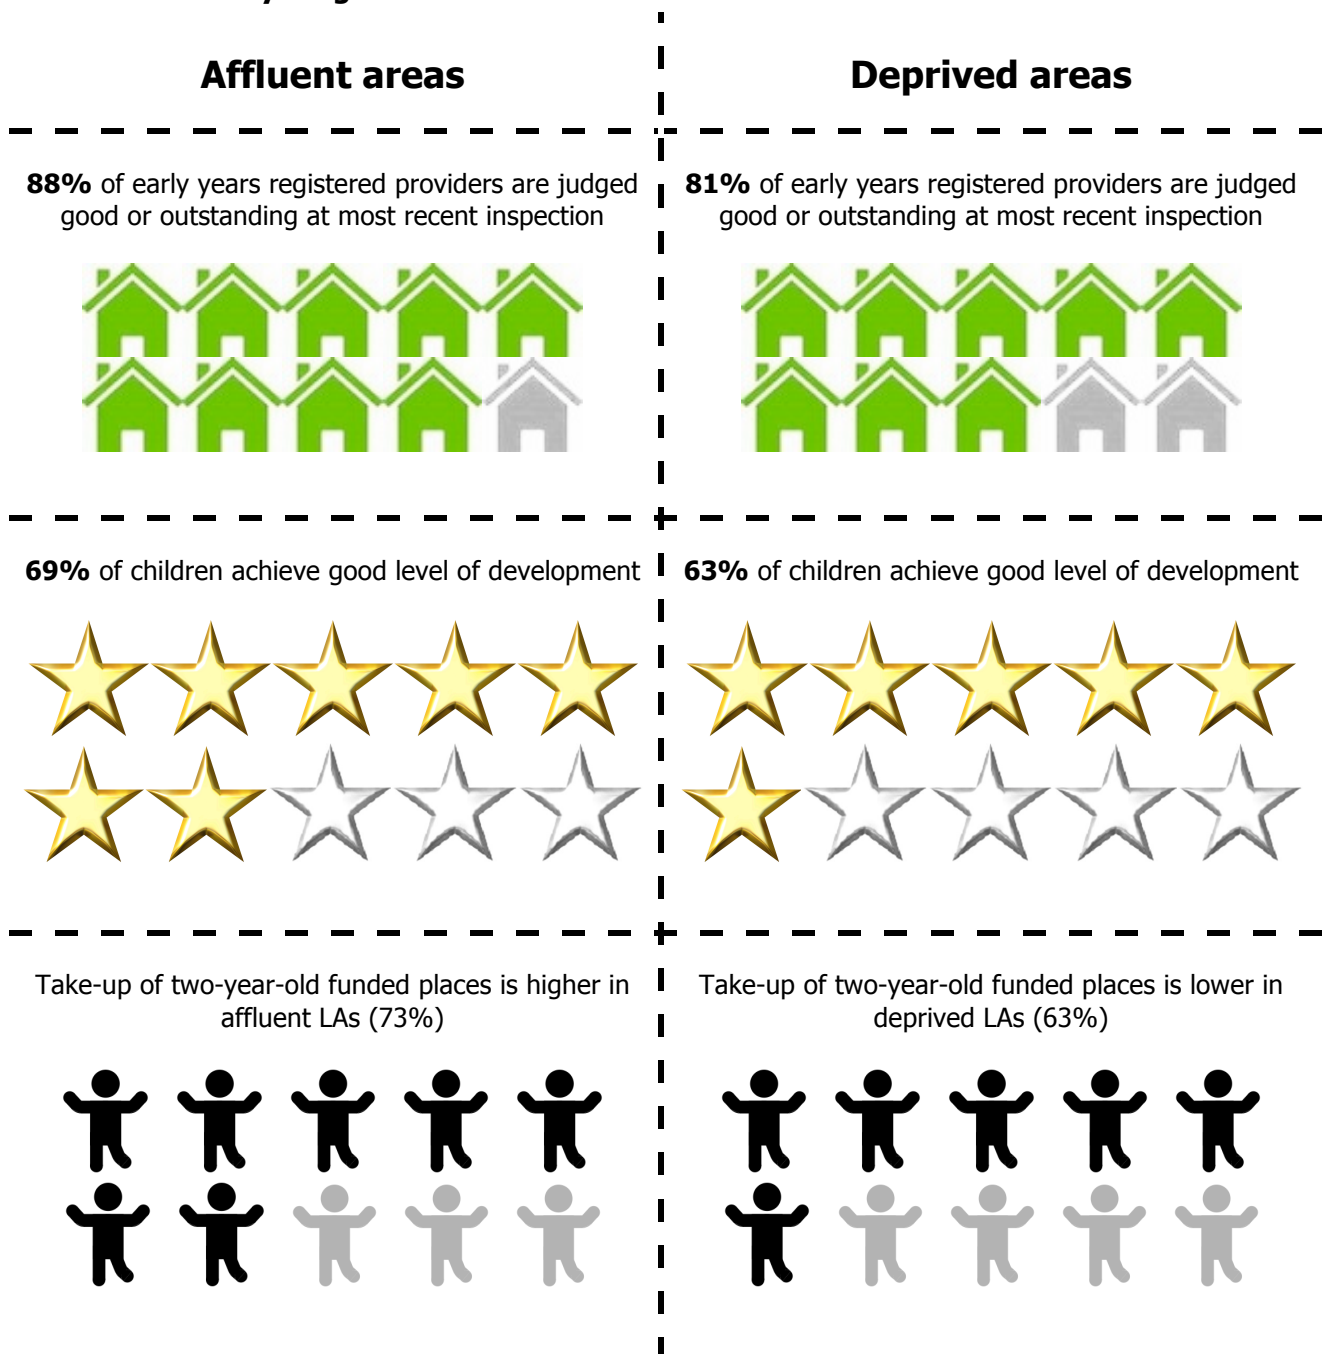 Affluent areas
Deprived areas
88% of early years registered providers are judged
good or outstanding at most recent inspection
81% of early years registered providers are judged
good or outstanding at most recent inspection
69% of children achieve good level of development
63% of children achieve good level of development
Take-up of two-year-old funded places is higher in
affluent LAs (73%)
Take-up of two-year-old funded places is lower in
deprived LAs (63%)